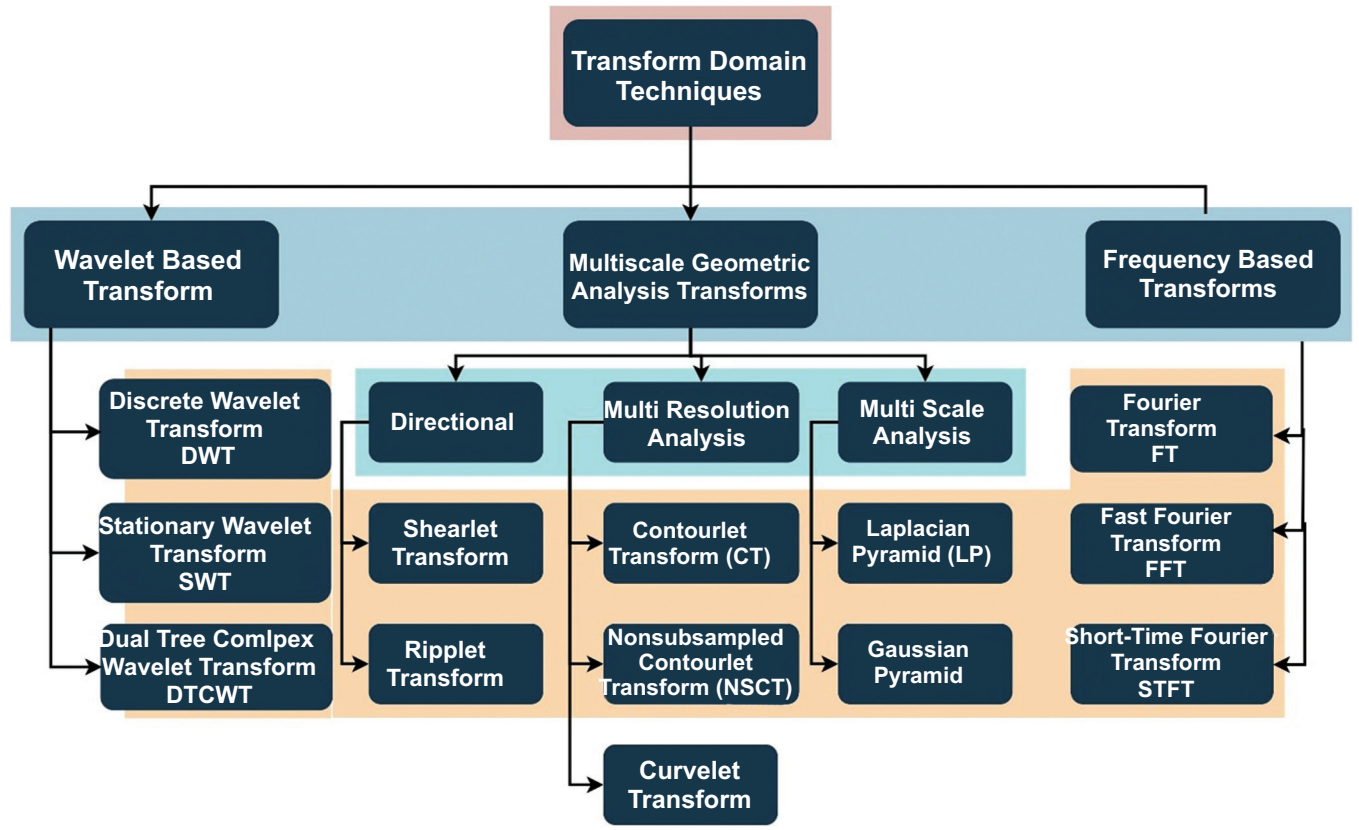 Transform Domain
Techniques
Wavelet Based
Transform
Multiscale Geometric
Analysis Transforms
Frequency Based
Transforms
Discrete Wavelet
Transform
DWT
Directional
Multi Resolution
Analysis
Multi Scale
Analysis
Fourier
Transform
FT
Stationary Wavelet
Transform
SWT
Shearlet
Transform
Contourlet
Transform (CT)
Laplacian
Pyramid (LP)
Fast Fourier
Transform
FFT
Dual Tree Comlpex
Wavelet Transform
DTCWT
Ripplet
Transform
Nonsubsampled
Contourlet
Transform (NSCT)
Gaussian
Pyramid
Short-Time Fourier
Transform
STFT
Curvelet
Transform